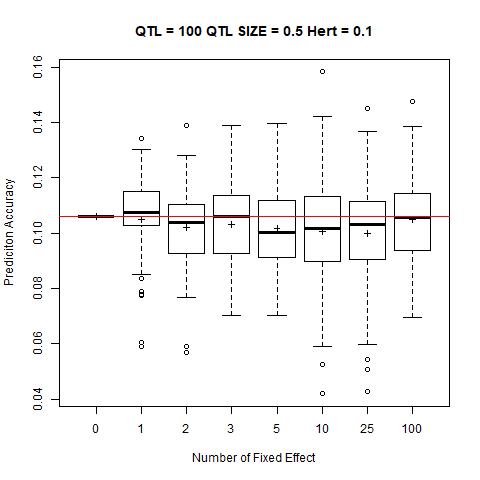 QTL = 100 QTL SIZE = 0.5 Hert = 0.1
Prediciton Accuracy
0.16
0.14
0.12
0.10
0.08
0.06
0.04
0 1 2 3 5 10 25 100
Number of Fixed Effect